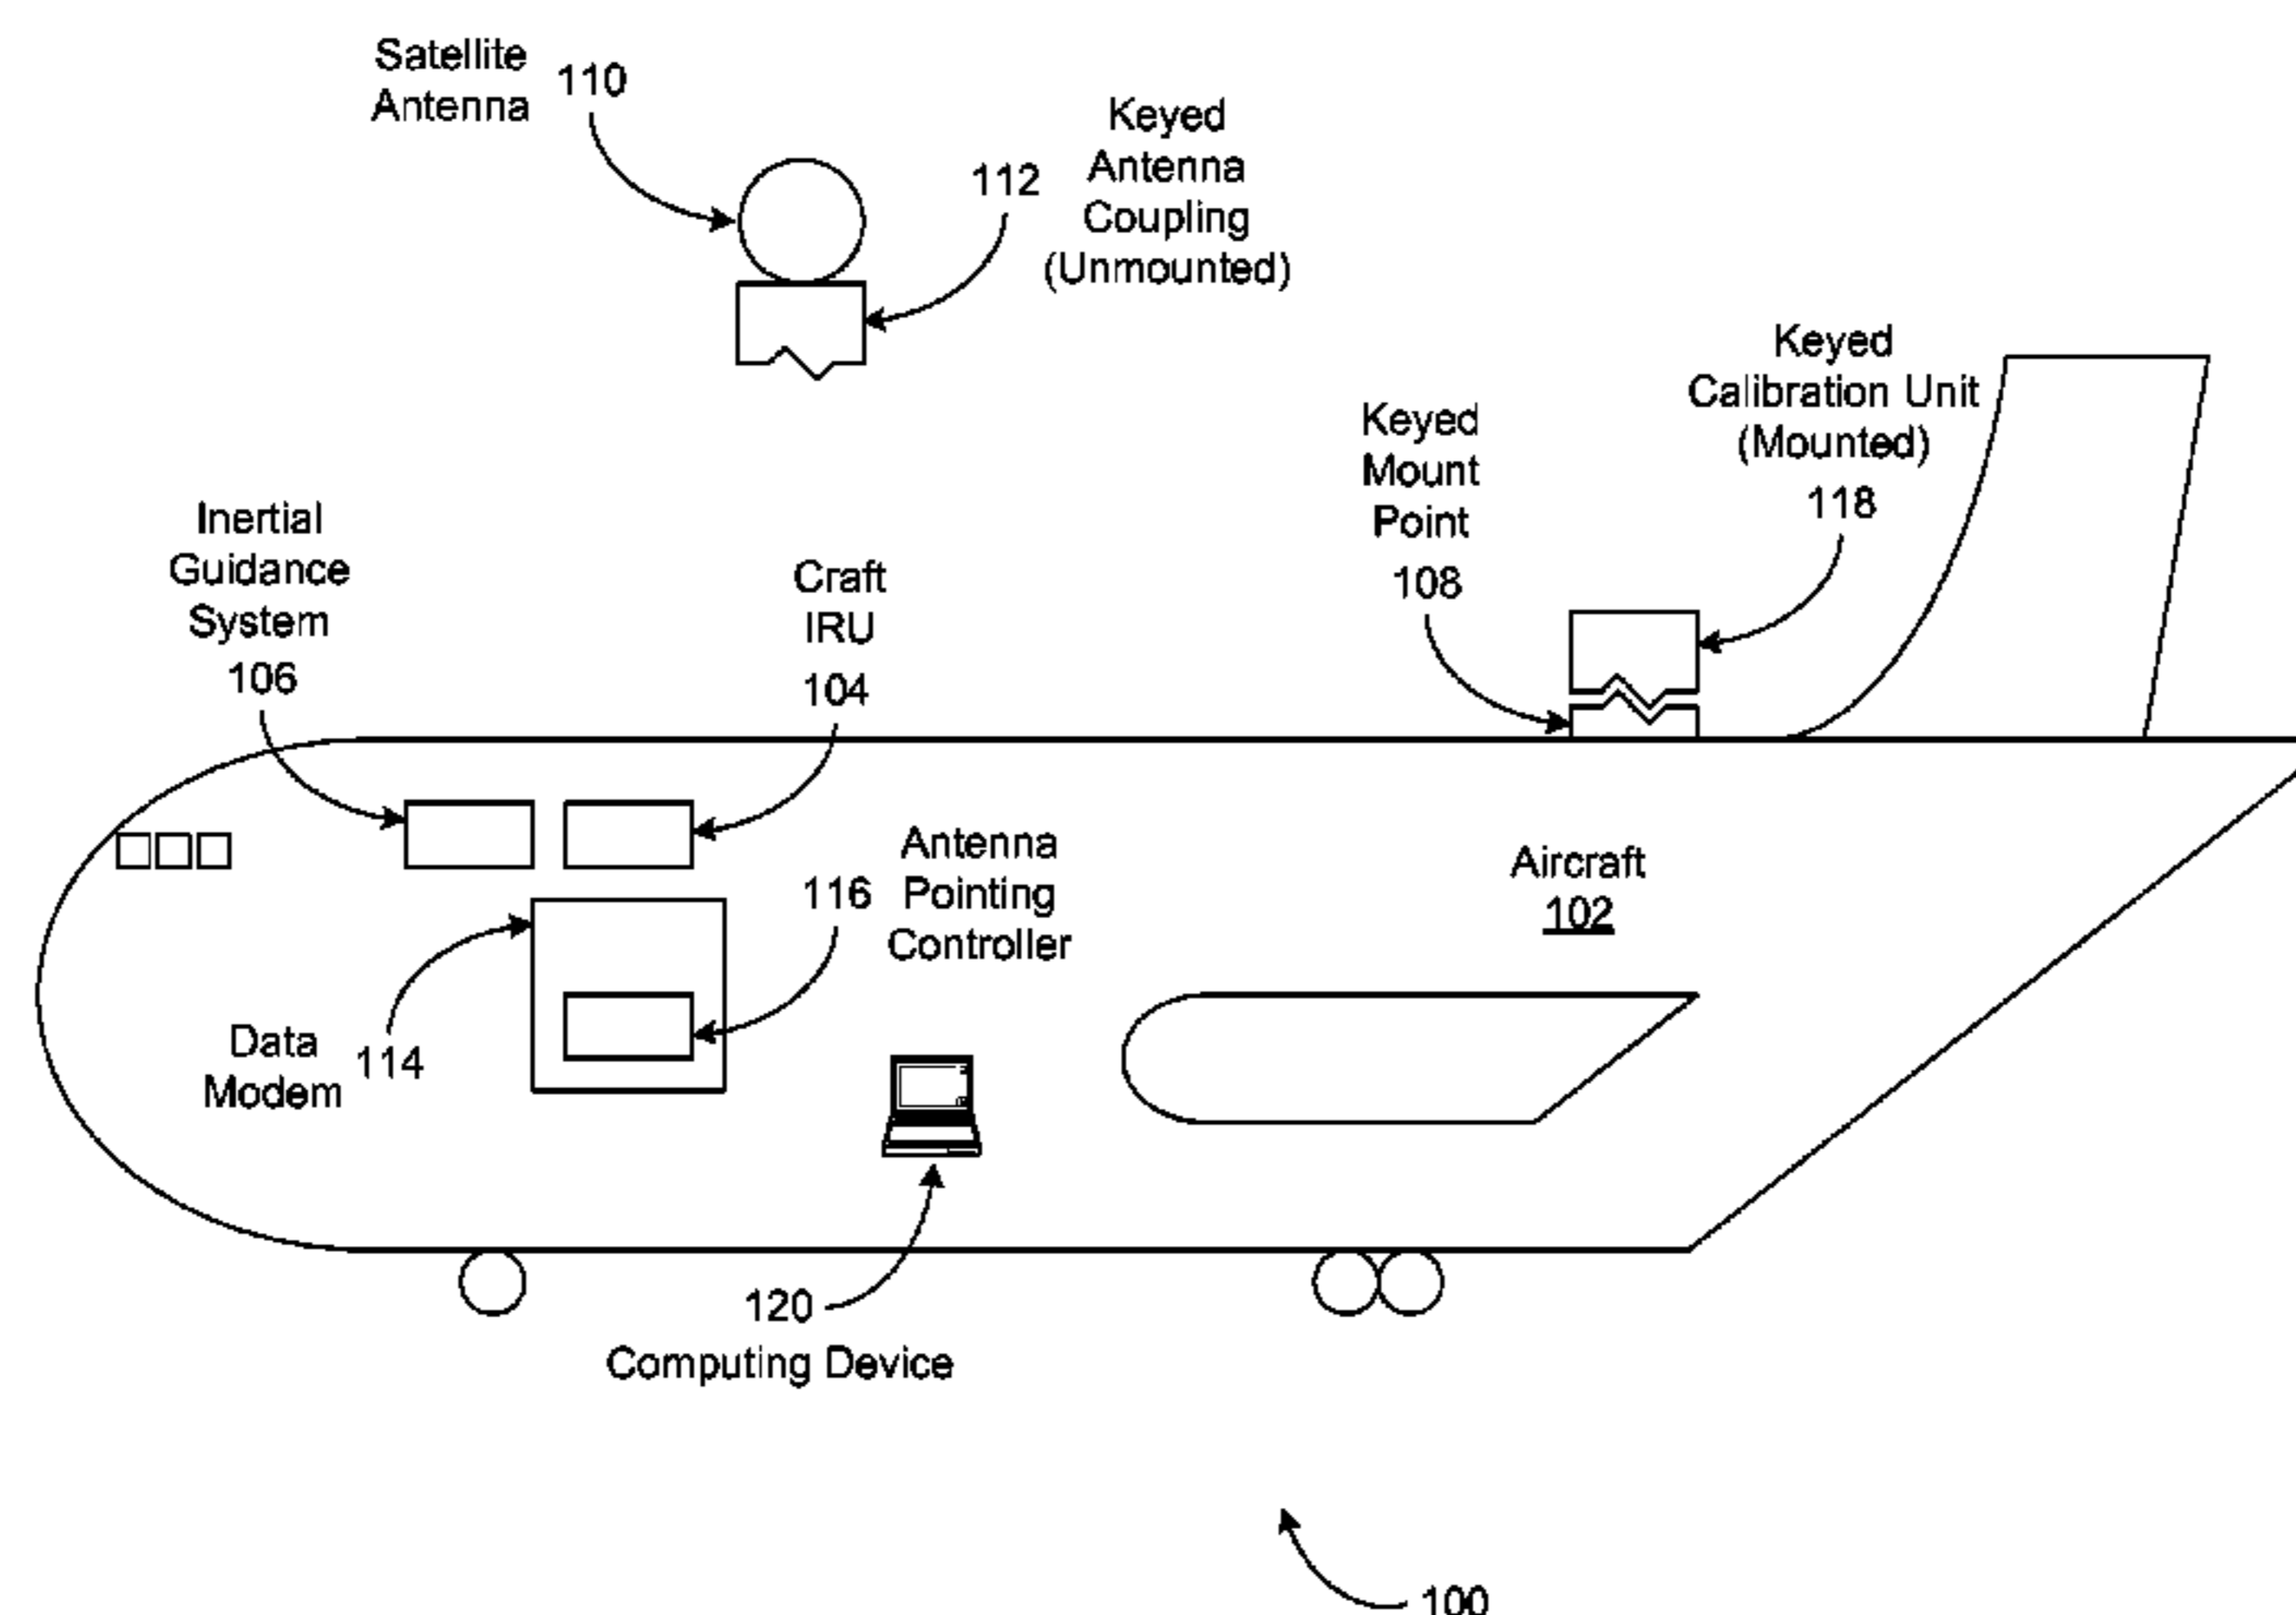 Satellite
Antenna
110
Keyed
Antenna
Coupling
(Unmounted)
112
Keyed
Calibration Unit
(Mounted)
118
Keyed
Mount
Point
108
Inertial
Guidance
System
106
Craft
IRU
104
Antenna
Pointing
Controller
116
Aircraft
102
Data
Modem
114
120
Computing Device
100